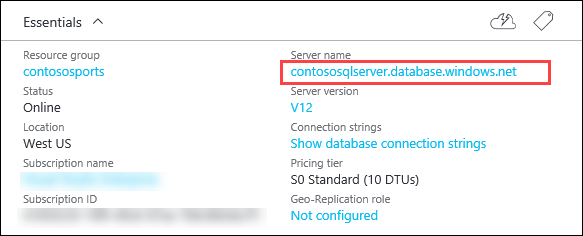 Essentials
Resource group
contososports
Status
Online
Location
West US
Subscription name
Subscription ID
Server name
contososqlserver.database.windows.net
Server version
V12
Connection strings
Show database connection strings
Pricing tier
S0 Standard (10 DTUs)
Geo-Replication role
Not configured